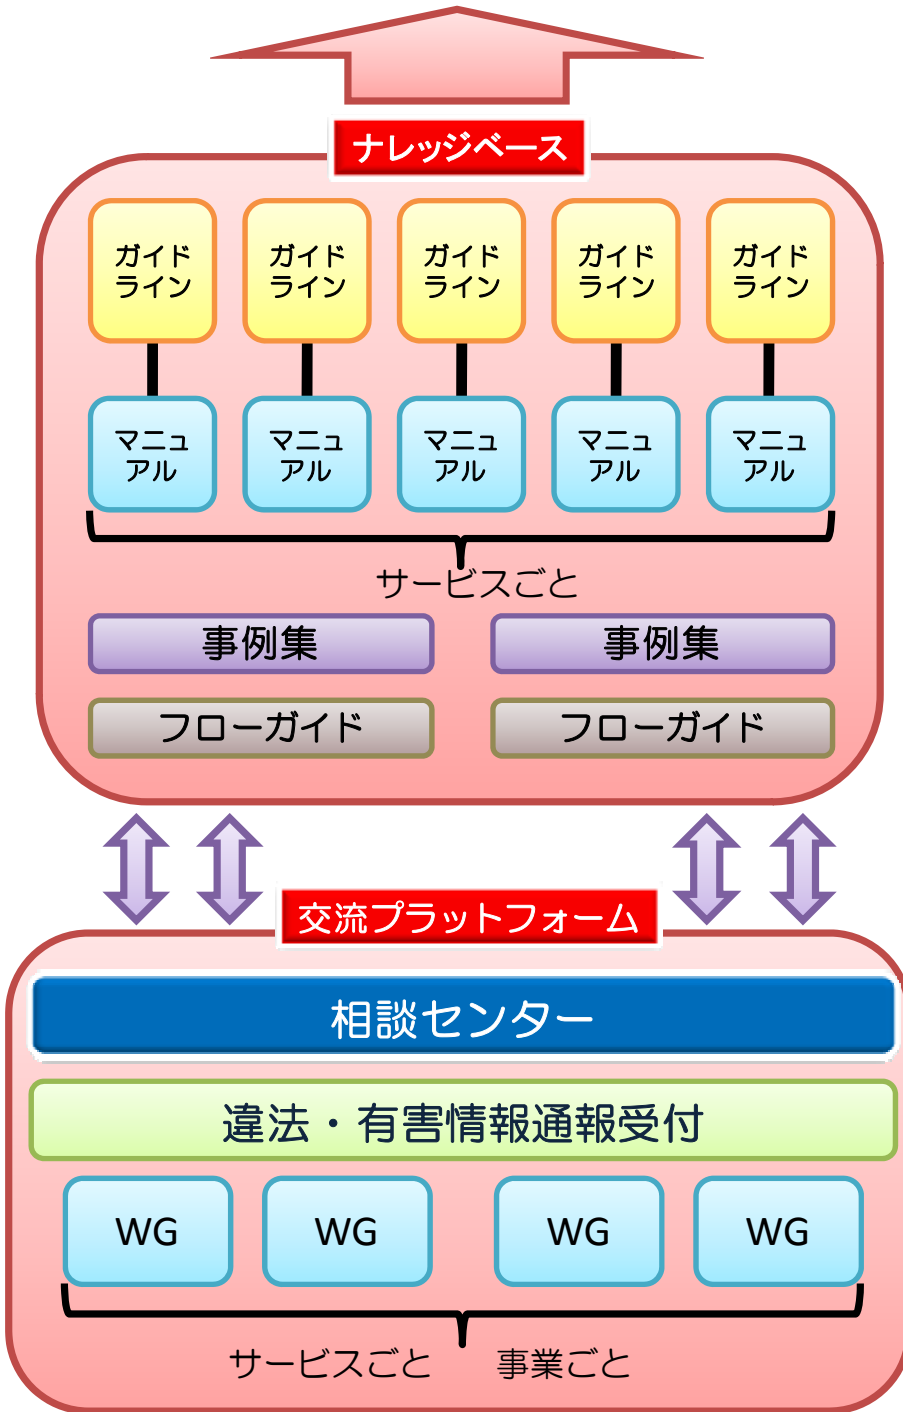 ナレッジベース
ガイド ガイド ガイド ガイド ガイド
ライン ライン ライン ライン ライン
マニュ マニュ マニュ マニュ マニュ
アル アル アル アル アル
サービスごと
事例集 事例集
フローガイド フローガイド
交流プラットフォーム
相談センター
違法・有害情報通報受付
WG WG WG WG
サービスごと 事業ごと